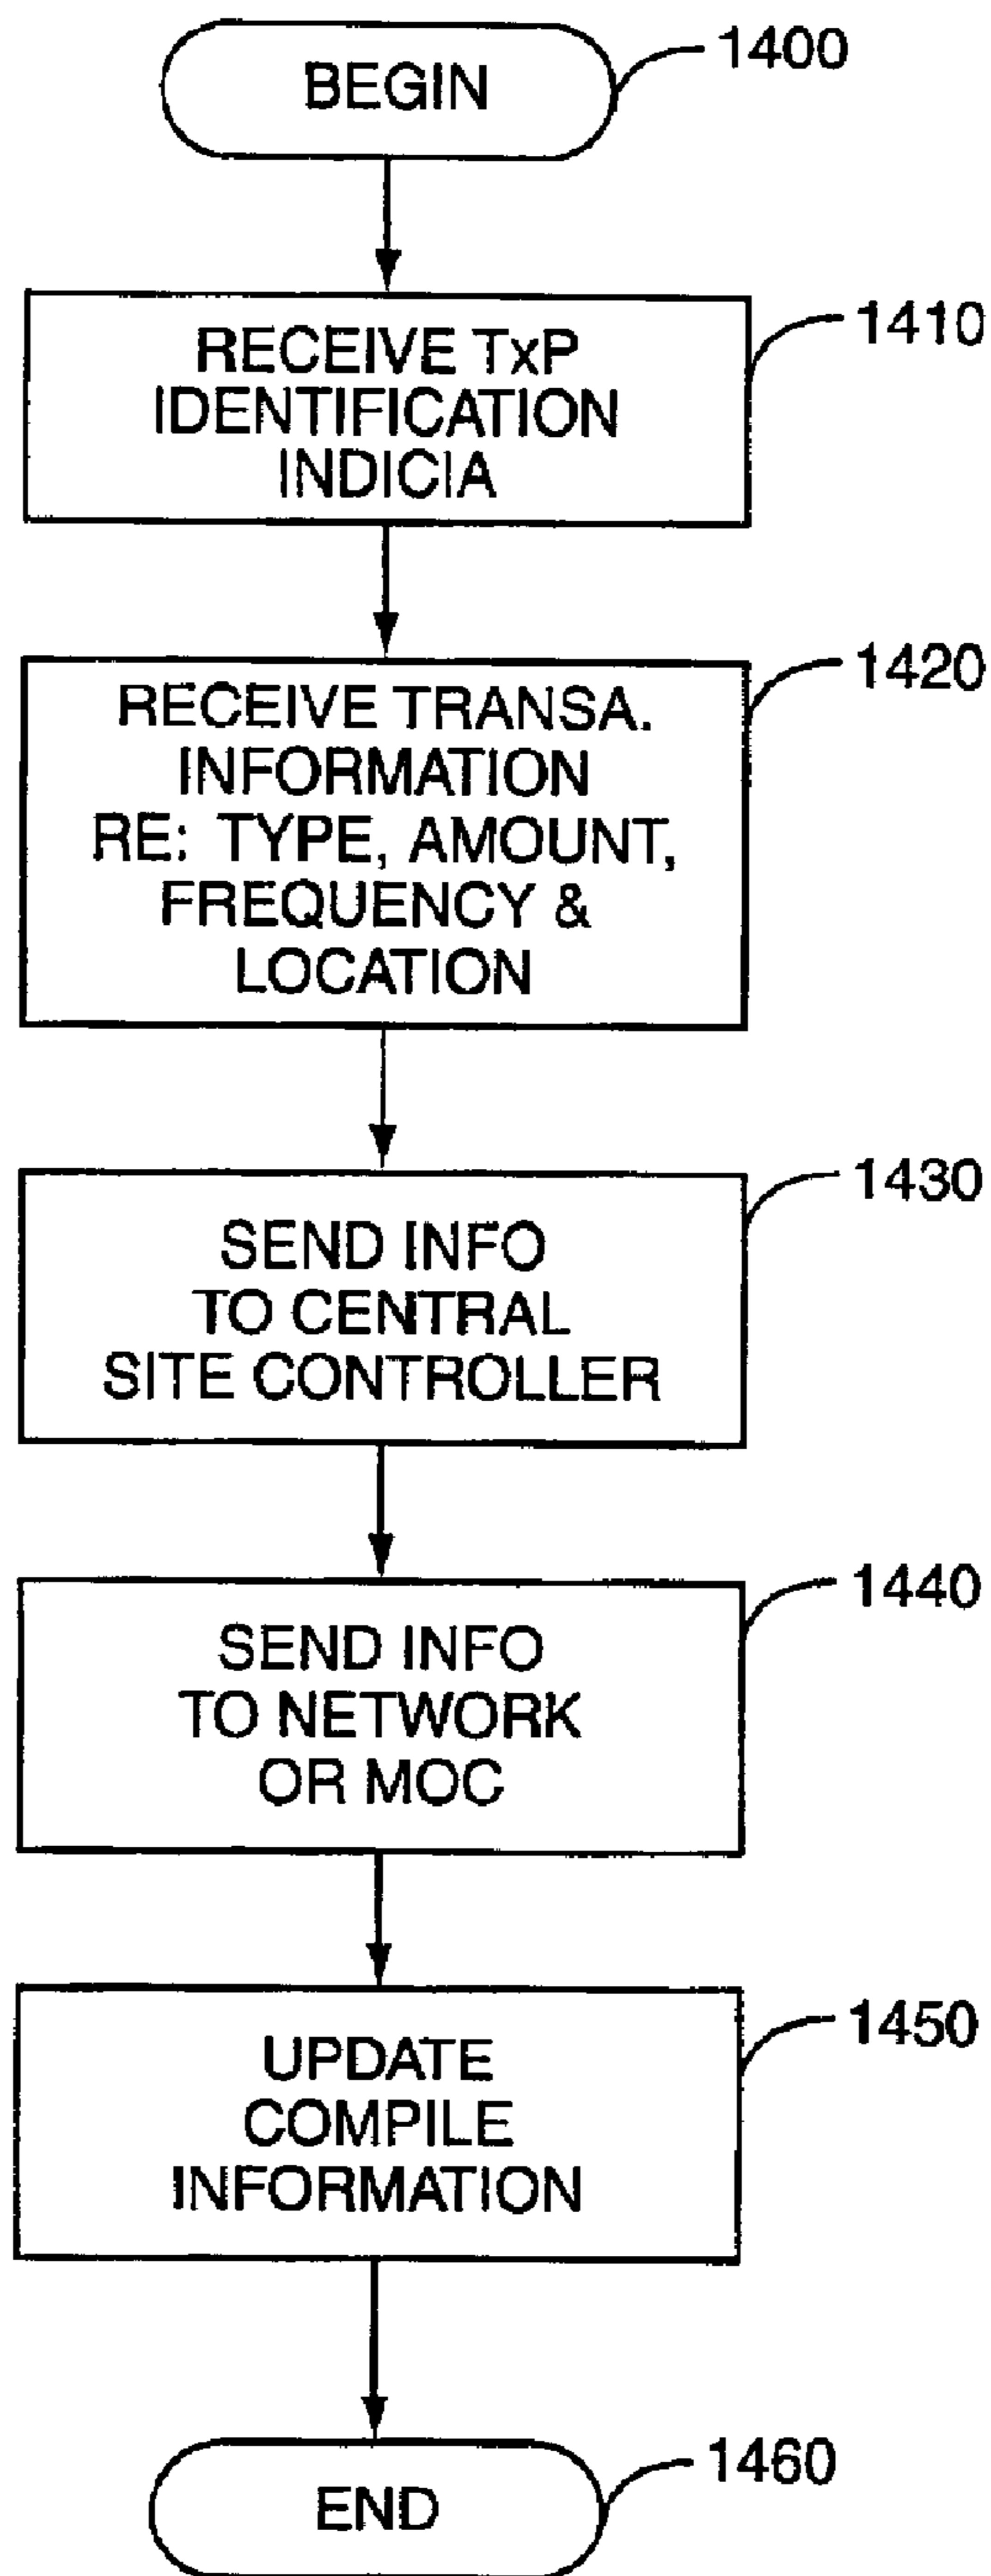 BEGIN
1400
RECEIVE TxP
IDENTIFICATION
INDICIA
1410
RECEIVE TRANSA.
INFORMATION
RE: TYPE, AMOUNT,
FREQUENCY &
LOCATION
1420
SEND INFO
TO CENTRAL
SITE CONTROLLER
1430
SEND INFO
TO NETWORK
OR MOC
1440
UPDATE
COMPILE
INFORMATION
1450
END
1460